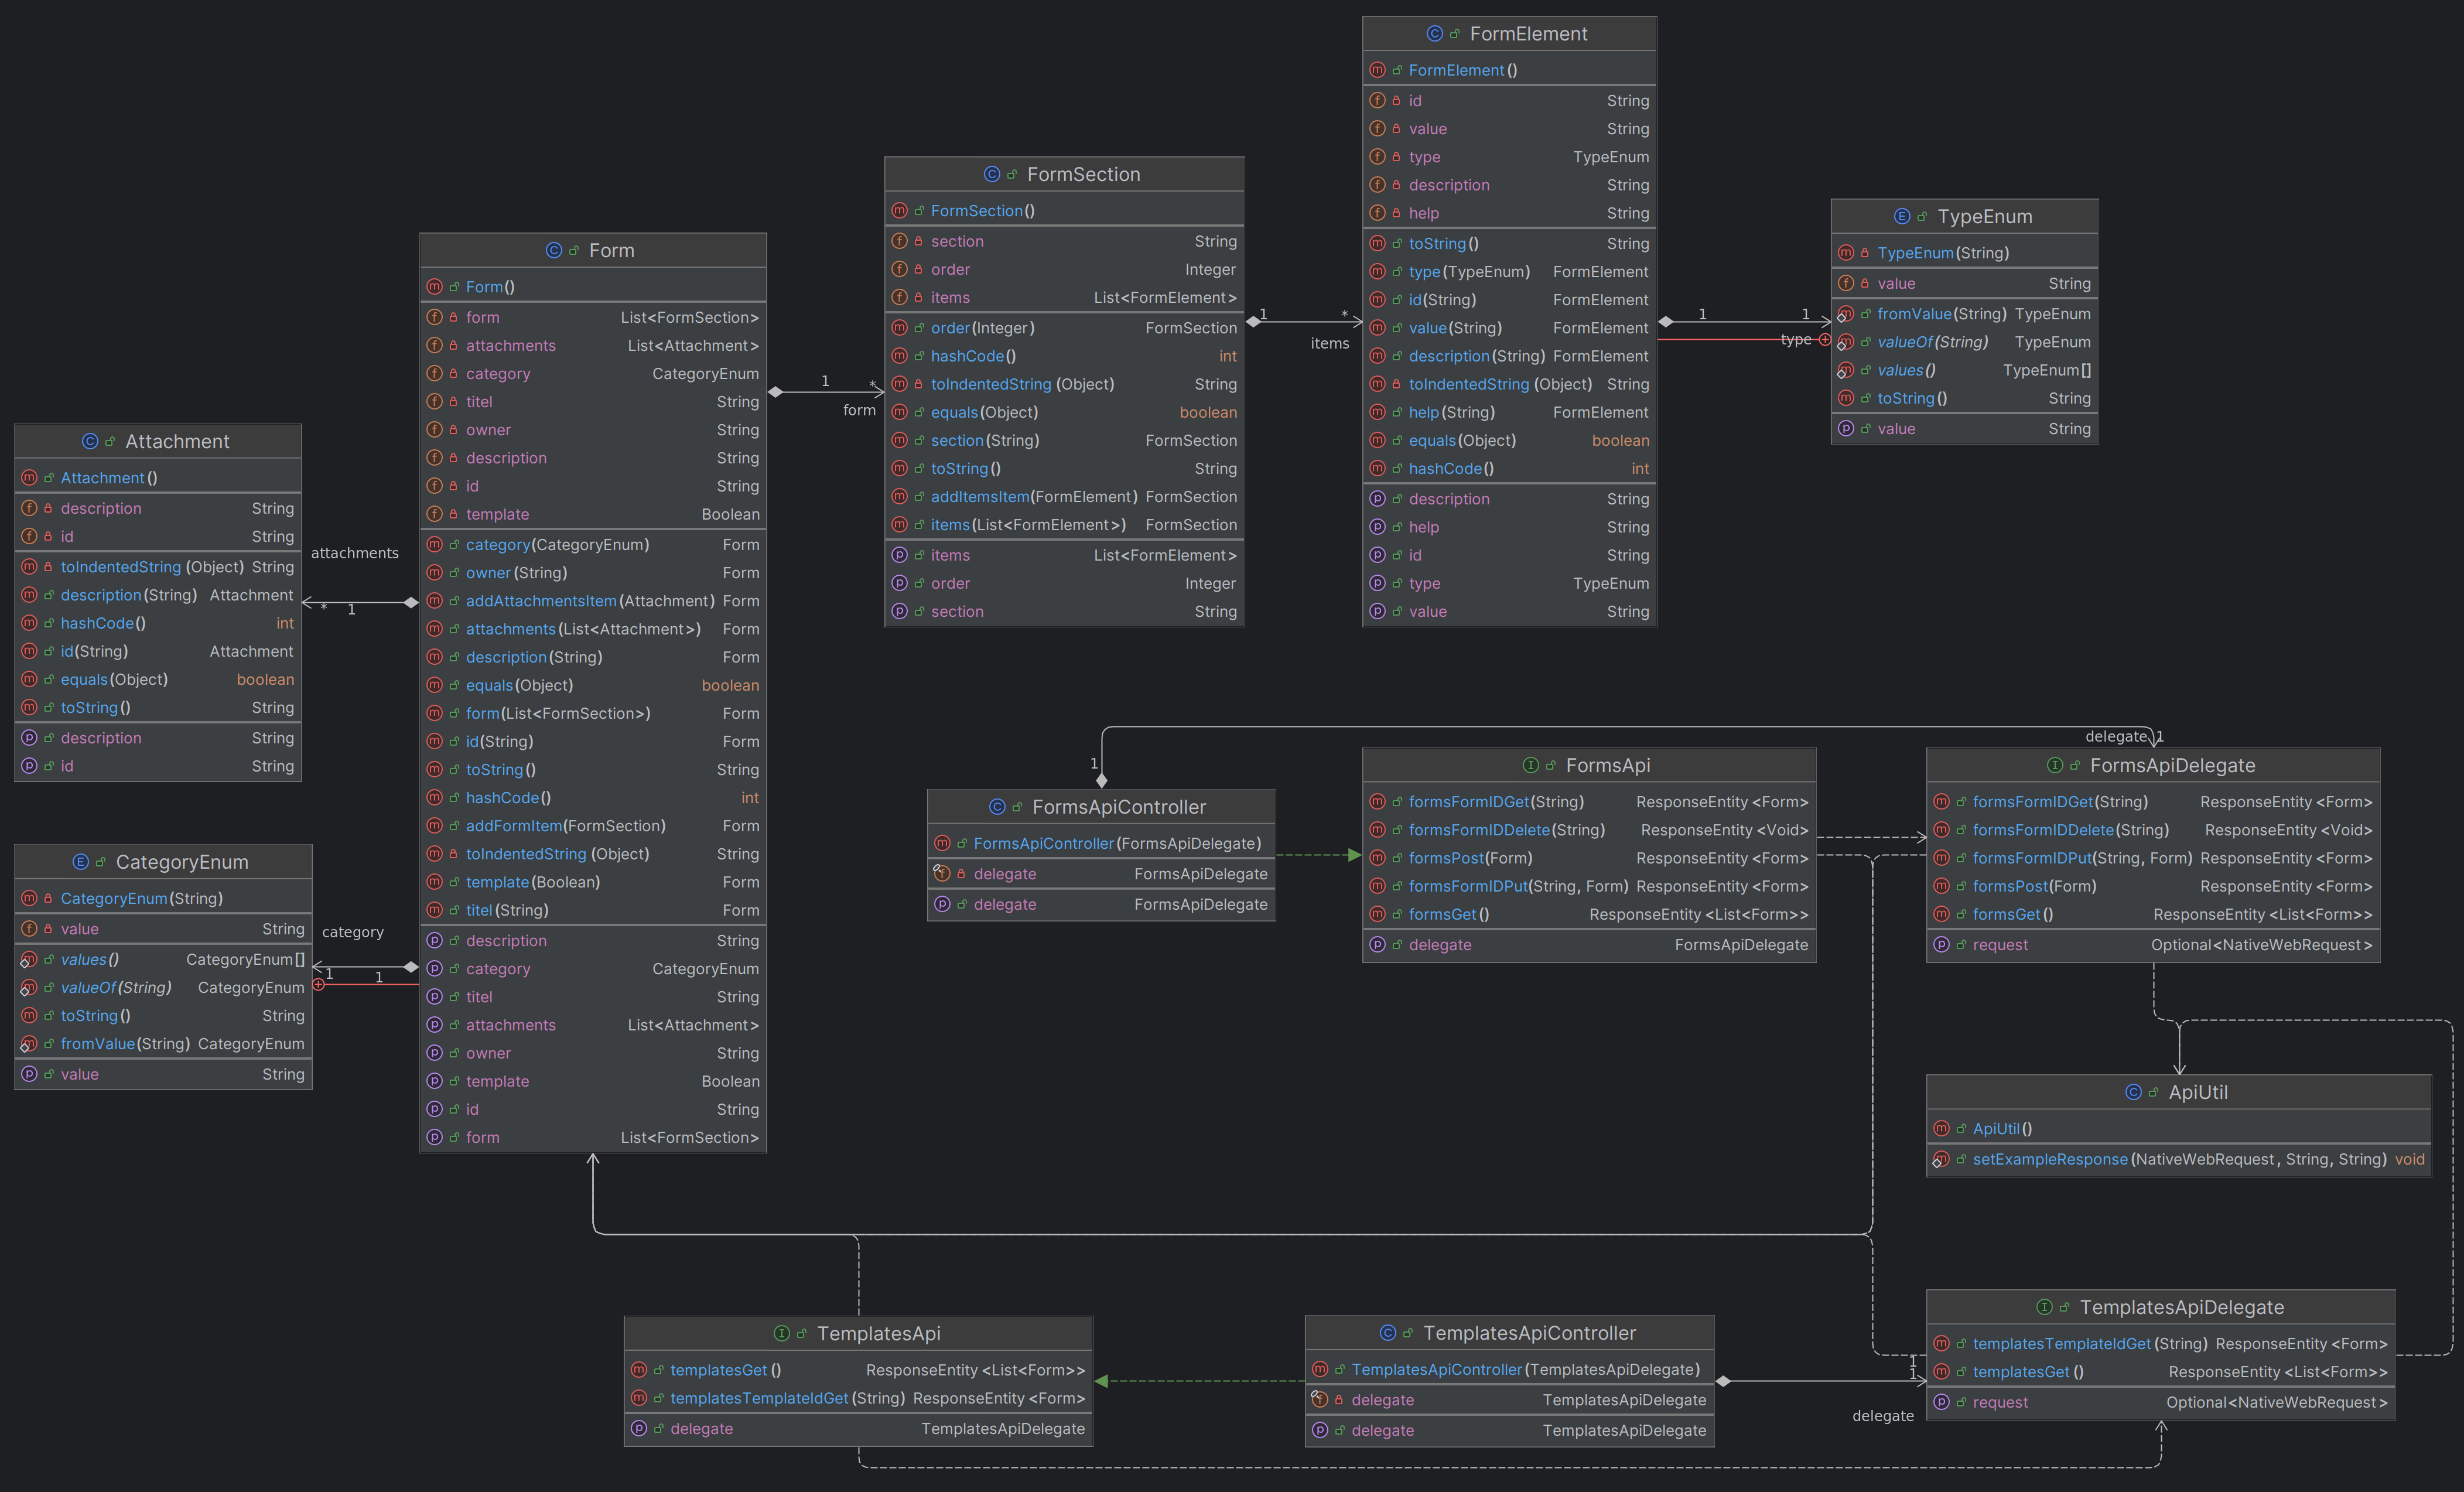 FormElement
FormElement()
id String
value String
type TypeEnum
description String
help String
toString() String
type(TypeEnum) FormElement
id(String) FormElement
value(String) FormElement
description(String) FormElement
toIndentedString(Object) String
help(String) FormElement
equals(Object) boolean
hashCode() int
description String
help String
id String
type TypeEnum
value String
FormSection
FormSection()
section String
order Integer
items List<FormElement>
order(Integer) FormSection
hashCode() int
toIndentedString(Object) String
equals(Object) boolean
section(String) FormSection
toString() String
addItemsItem(FormElement) FormSection
items(List<FormElement>) FormSection
items List<FormElement>
order Integer
section String
1 *
items
TypeEnum
TypeEnum(String)
value String
fromValue(String) TypeEnum
valueOf(String) TypeEnum
values() TypeEnum[]
toString() String
value String
1 1
type
Form
Form()
form List<FormSection>
attachments List<Attachment>
category CategoryEnum
titel String
owner String
description String
id String
template Boolean
category(CategoryEnum) Form
owner(String) Form
addAttachmentsItem(Attachment) Form
attachments(List<Attachment>) Form
description(String) Form
equals(Object) boolean
form(List<FormSection>) Form
id(String) Form
toString() String
hashCode() int
addFormItem(FormSection) Form
toIndentedString(Object) String
template(Boolean) Form
titel(String) Form
description String
category CategoryEnum
titel String
attachments List<Attachment>
owner String
template Boolean
id String
form List<FormSection>
1 *
form
Attachment
Attachment()
description String
id String
toIndentedString(Object) String
description(String) Attachment
hashCode() int
id(String) Attachment
equals(Object) boolean
toString() String
description String
id String
attachments
* 1
CategoryEnum
CategoryEnum(String)
value String
values() CategoryEnum[]
valueOf(String) CategoryEnum
toString() String
fromValue(String) CategoryEnum
value String
category
1 1
FormsApiController
FormsApiController(FormsApiDelegate)
delegate FormsApiDelegate
delegate FormsApiDelegate
1
delegate 1
FormsApi
formsFormIDGet(String) ResponseEntity<Form>
formsFormIDDelete(String) ResponseEntity<Void>
formsPost(Form) ResponseEntity<Form>
formsFormIDPut(String, Form) ResponseEntity<Form>
formsGet() ResponseEntity<List<Form>>
delegate FormsApiDelegate
FormsApiDelegate
formsFormIDGet(String) ResponseEntity<Form>
formsFormIDDelete(String) ResponseEntity<Void>
formsFormIDPut(String, Form) ResponseEntity<Form>
formsPost(Form) ResponseEntity<Form>
formsGet() ResponseEntity<List<Form>>
request Optional<NativeWebRequest>
ApiUtil
ApiUtil()
setExampleResponse(NativeWebRequest, String, String) void
TemplatesApi
templatesGet() ResponseEntity<List<Form>>
templatesTemplateIdGet(String) ResponseEntity<Form>
delegate TemplatesApiDelegate
TemplatesApiController
TemplatesApiController(TemplatesApiDelegate)
delegate TemplatesApiDelegate
delegate TemplatesApiDelegate
1
1
delegate
TemplatesApiDelegate
templatesTemplateIdGet(String) ResponseEntity<Form>
templatesGet() ResponseEntity<List<Form>>
request Optional<NativeWebRequest>